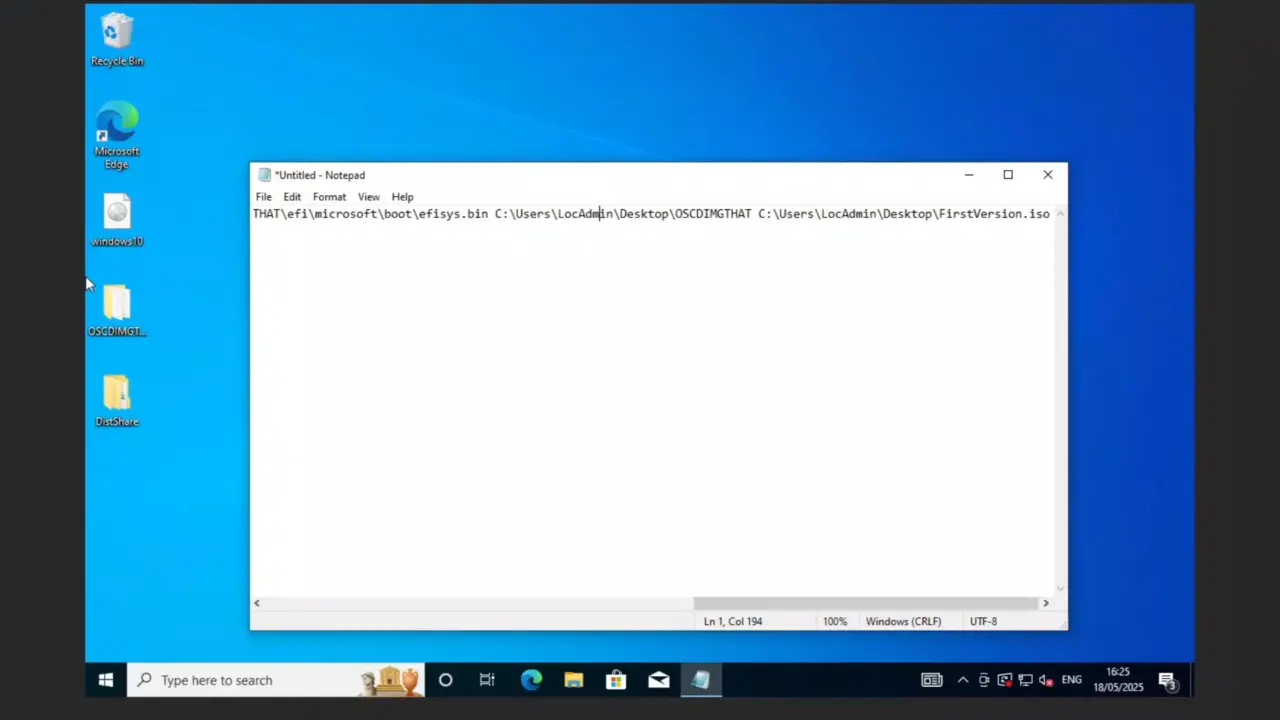 Recycle Bin
Microsoft
Edge
windows10
OSCDIMGT...
DistShare
*Untitled - Notepad
File Edit Format View Help
THAT\efi\microsoft\boot\efisys.bin C:\Users\LocAdmin\Desktop\OSCDIMGTHAT C:\Users\LocAdmin\Desktop\FirstVersion.iso
Ln 1, Col 194 100% Windows (CRLF) UTF-8
Type here to search
ENG
16:25
18/05/2025
3